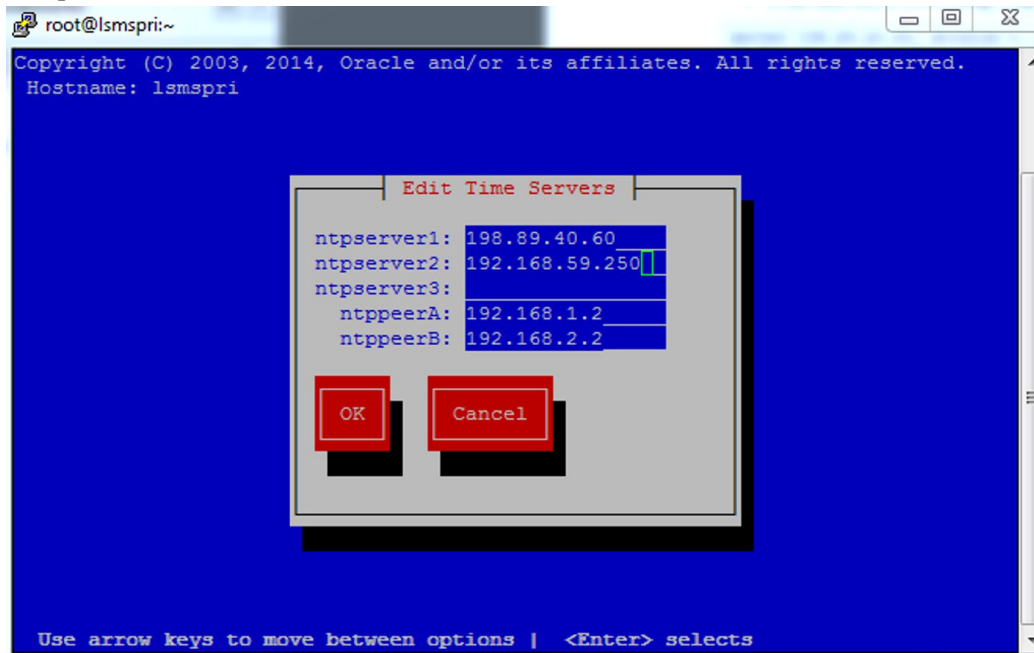 root@lsmspri:~
Copyright (C) 2003, 2014, Oracle and/or its affiliates. All rights reserved.
Hostname: lsmspri
Edit Time Servers
ntpserver1: 198.89.40.60
ntpserver2: 192.168.59.250
ntpserver3:
ntppeerA: 192.168.1.2
ntppeerB: 192.168.2.2
OK Cancel
Use arrow keys to move between options | <Enter> selects